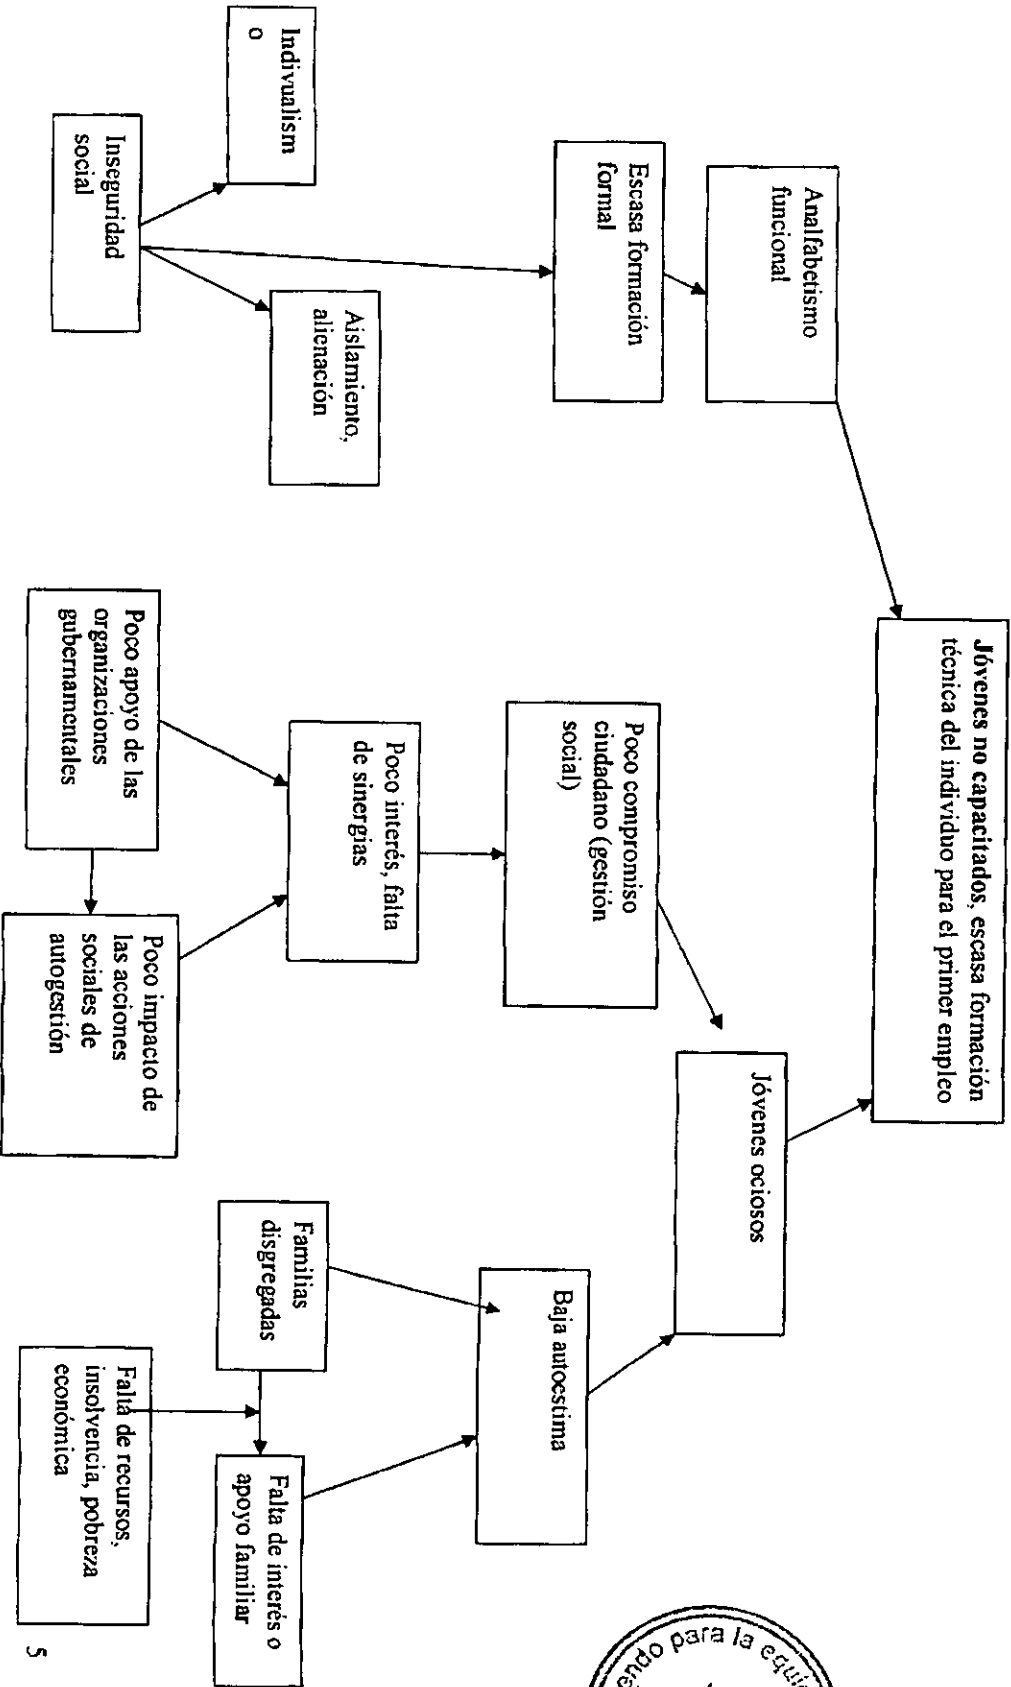 Jóvenes no capacitados, escasa formación
técnica del individuo para el primer empleo
Analfabetismo
funcional
Jóvenes ociosos
Escasa formación
formal
Poco compromiso
ciudadano (gestión
social)
Baja autoestima
Indivualism
o
Aislamiento,
alienación
Poco interés, falta
de sinergias
Familias
disgregadas
Falta de interés o
apoyo familiar
Inseguridad
social
Poco apoyo de las
organizaciones
gubernamentales
Poco impacto de
las acciones
sociales de
autogestión
Falta de recursos,
insolvencia, pobreza
económica
5
para la